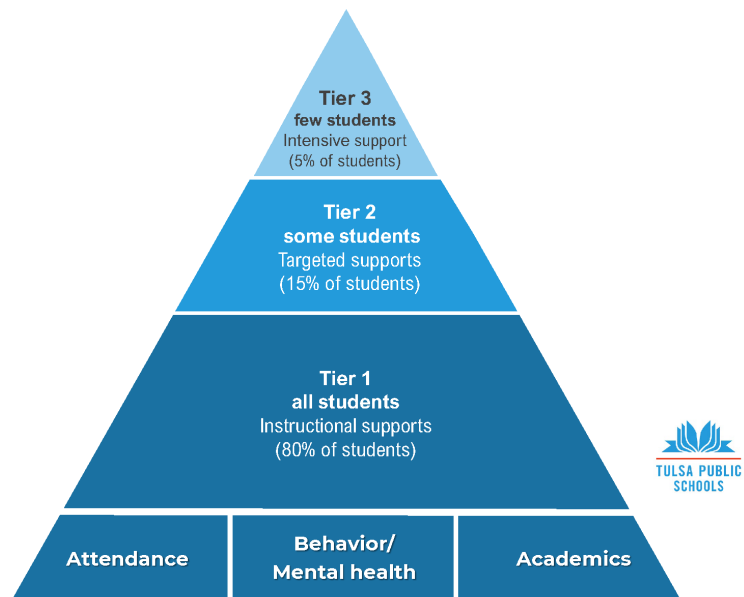 Tier 3
few students
Intensive support
(5% of students)
Tier 2
some students
Targeted supports
(15% of students)
Tier 1
all students
Instructional supports
(80% of students)
TULSA PUBLIC
SCHOOLS
Attendance
Behavior/
Mental health
Academics